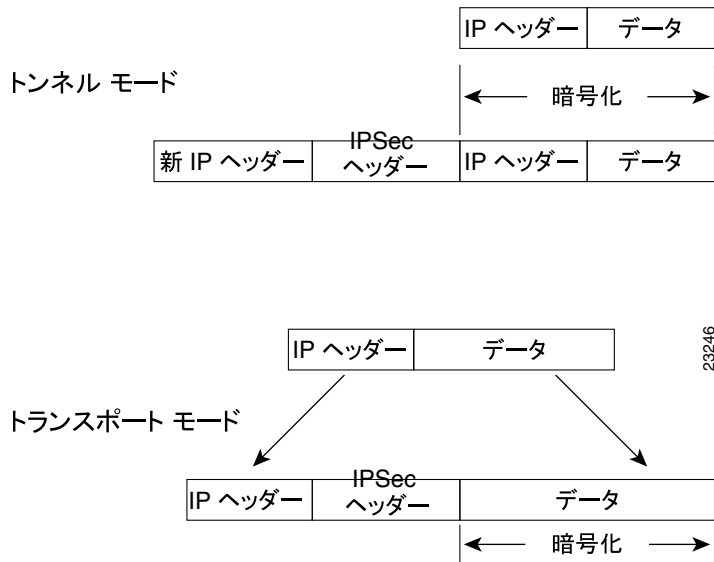 IP ヘッダー データ
トンネル モード
暗号化
新 IP ヘッダー IPSec ヘッダー IP ヘッダー データ
IP ヘッダー データ
23246
トランスポート モード
IP ヘッダー IPSec ヘッダー データ
暗号化